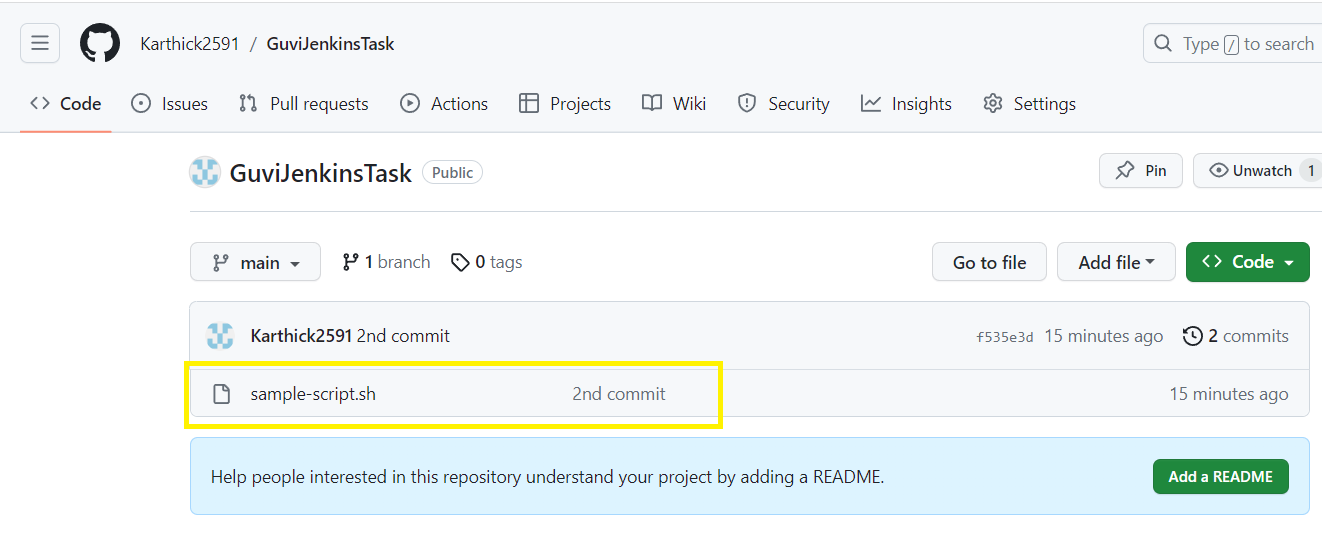 Karthick2591 / GuviJenkinsTask Type / to search
Code Issues Pull requests Actions Projects Wiki Security Insights Settings
GuviJenkinsTask Public Pin Unwatch 1
main 1 branch 0 tags Go to file Add file Code
Karthick2591 2nd commit f535e3d 15 minutes ago 2 commits
sample-script.sh 2nd commit 15 minutes ago
Help people interested in this repository understand your project by adding a README. Add a README